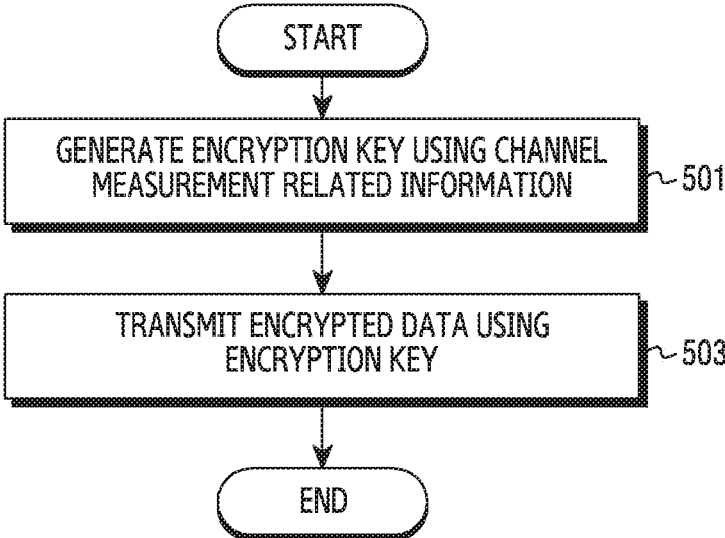 START
GENERATE ENCRYPTION KEY USING CHANNEL
MEASUREMENT RELATED INFORMATION
501
TRANSMIT ENCRYPTED DATA USING
ENCRYPTION KEY
503
END